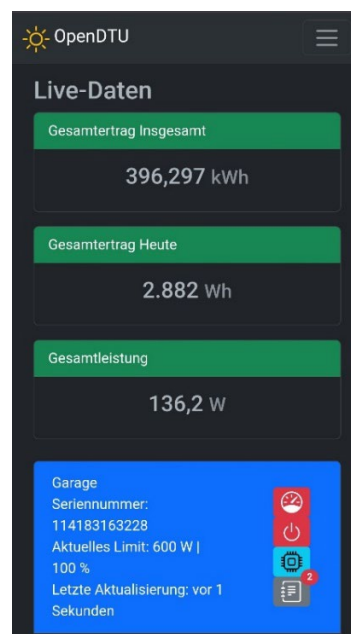 OpenDTU
Live-Daten
Gesamtertrag Insgesamt
396,297 kWh
Gesamtertrag Heute
2.882 Wh
Gesamtleistung
136,2 W
Garage
Seriennummer:
114183163228
Aktuelles Limit: 600 W |
100 %
Letzte Aktualisierung: vor 1
Sekunden
2